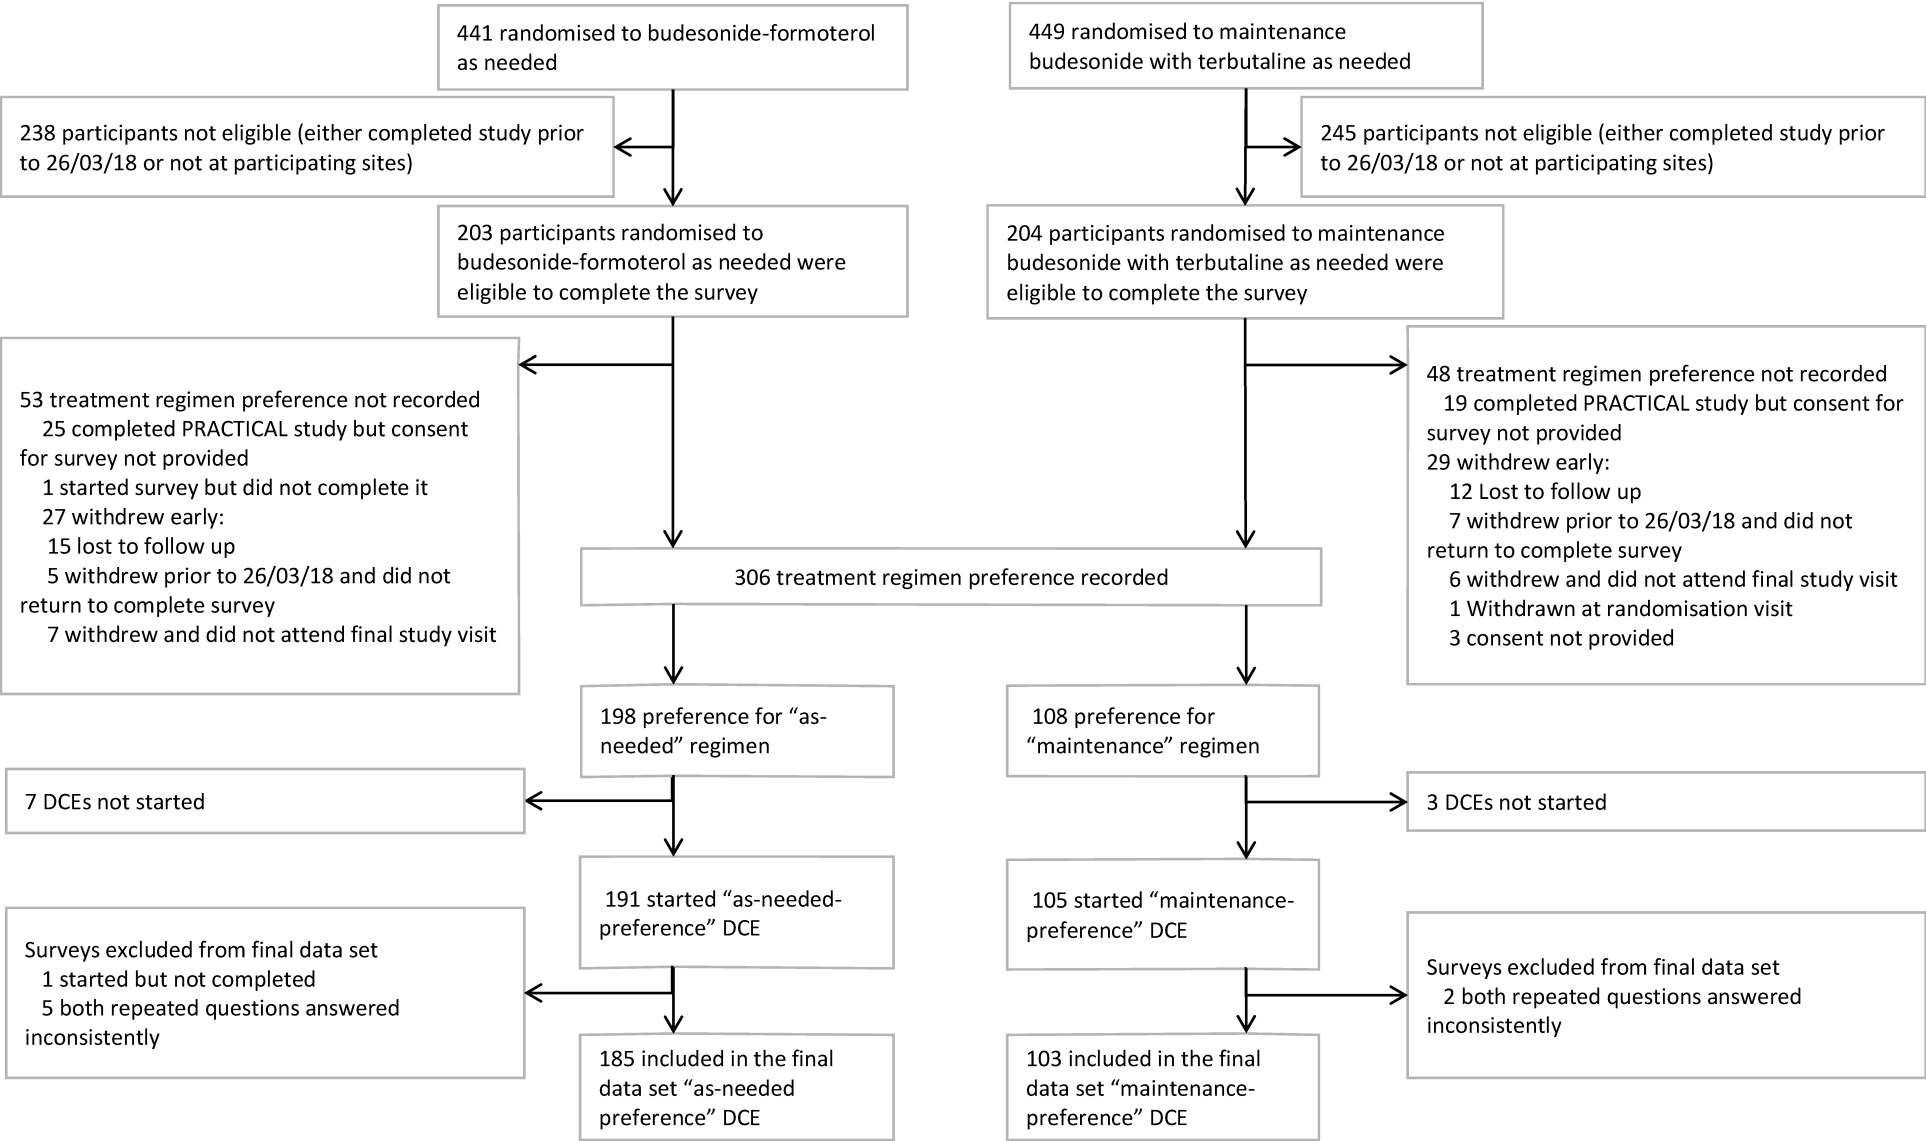 441 randomised to budesonide-formoterol
as needed
449 randomised to maintenance
budesonide with terbutaline as needed
238 participants not eligible (either completed study prior
to 26/03/18 or not at participating sites)
245 participants not eligible (either completed study prior
to 26/03/18 or not at participating sites)
203 participants randomised to
budesonide-formoterol as needed were
eligible to complete the survey
204 participants randomised to maintenance
budesonide with terbutaline as needed were
eligible to complete the survey
53 treatment regimen preference not recorded
25 completed PRACTICAL study but consent
for survey not provided
1 started survey but did not complete it
27 withdrew early:
15 lost to follow up
5 withdrew prior to 26/03/18 and did not
return to complete survey
7 withdrew and did not attend final study visit
48 treatment regimen preference not recorded
19 completed PRACTICAL study but consent for
survey not provided
29 withdrew early:
12 Lost to follow up
7 withdrew prior to 26/03/18 and did not
return to complete survey
6 withdrew and did not attend final study visit
1 Withdrawn at randomisation visit
3 consent not provided
306 treatment regimen preference recorded
198 preference for “as-
needed” regimen
108 preference for
“maintenance” regimen
7 DCEs not started
3 DCEs not started
191 started “as-needed-
preference” DCE
105 started “maintenance-
preference” DCE
Surveys excluded from final data set
1 started but not completed
5 both repeated questions answered
inconsistently
Surveys excluded from final data set
2 both repeated questions answered
inconsistently
185 included in the final
data set “as-needed
preference” DCE
103 included in the final
data set “maintenance-
preference” DCE